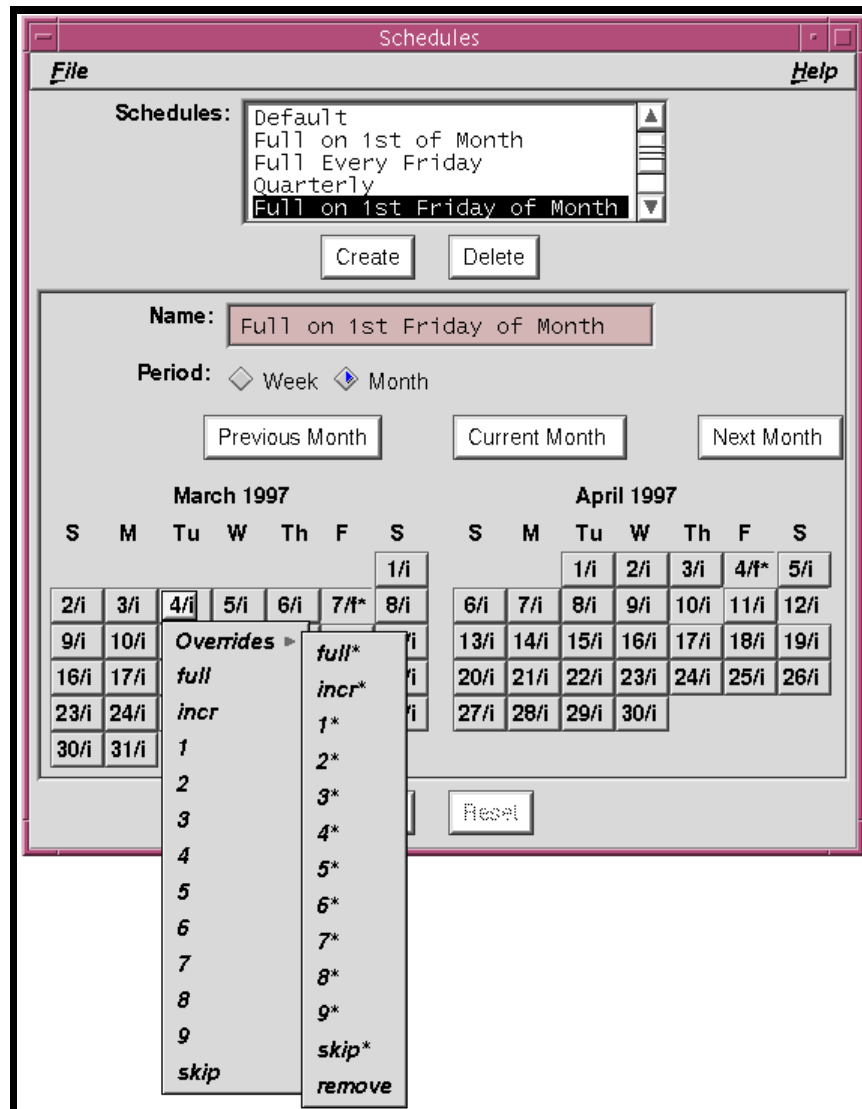 Schedules
File Help
Schedules:
Default
Full on 1st of Month
Full Every Friday
Quarterly
Full on 1st Friday of Month
Create Delete
Name: Full on 1st Friday of Month
Period: Week Month
Previous Month Current Month Next Month
March 1997
S M Tu W Th F S
1/i
2/i 3/i 4/i 5/i 6/i 7/f* 8/i
9/i 10/i
16/i 17/i
23/i 24/i
30/i 31/i
April 1997
S M Tu W Th F S
1/i 2/i 3/i 4/f* 5/i
6/i 7/i 8/i 9/i 10/i 11/i 12/i
13/i 14/i 15/i 16/i 17/i 18/i 19/i
20/i 21/i 22/i 23/i 24/i 25/i 26/i
27/i 28/i 29/i 30/i
Overrides
full
incr
1
2
3
4
5
6
7
8
9
skip
full*
incr*
1*
2*
3*
4*
5*
6*
7*
8*
9*
skip*
remove
Reset